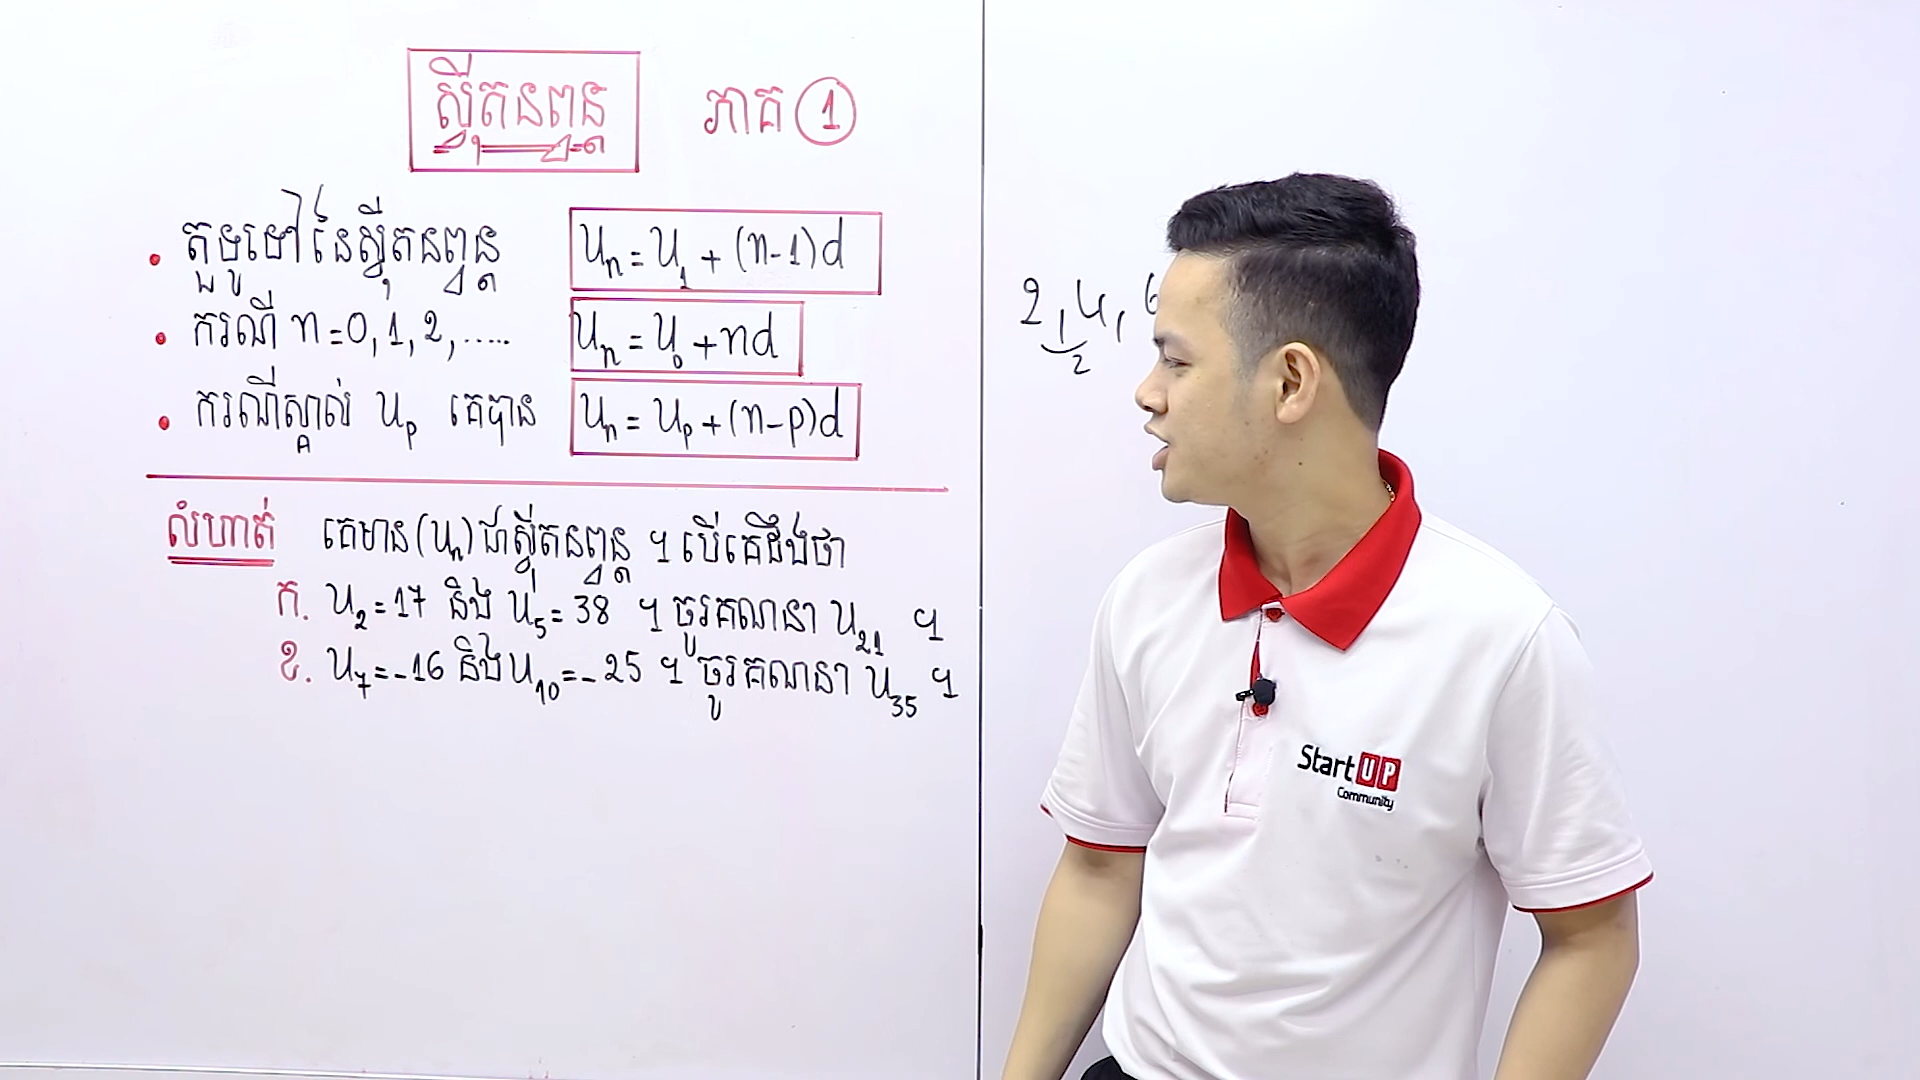 ស្វ៊ីតនព្វន្ត ភាគ 1
• តួទូទៅនៃស្វ៊ីតនព្វន្ត Un = U1 + (n-1)d
• ករណី n = 0, 1, 2, ..... Un = U0 + nd
• ករណីស្គាល់ Up គេបាន Un = Up + (n-p)d
លំហាត់ គេមាន (Un) ជាស្វ៊ីតនព្វន្ត ។ បើគេដឹងថា
ក. U2 = 17 និង U5 = 38 ។ ចូរគណនា U21 ។
ខ. U7 = -16 និង U10 = -25 ។ ចូរគណនា U35 ។
2, 4,
2
StartUP
Community